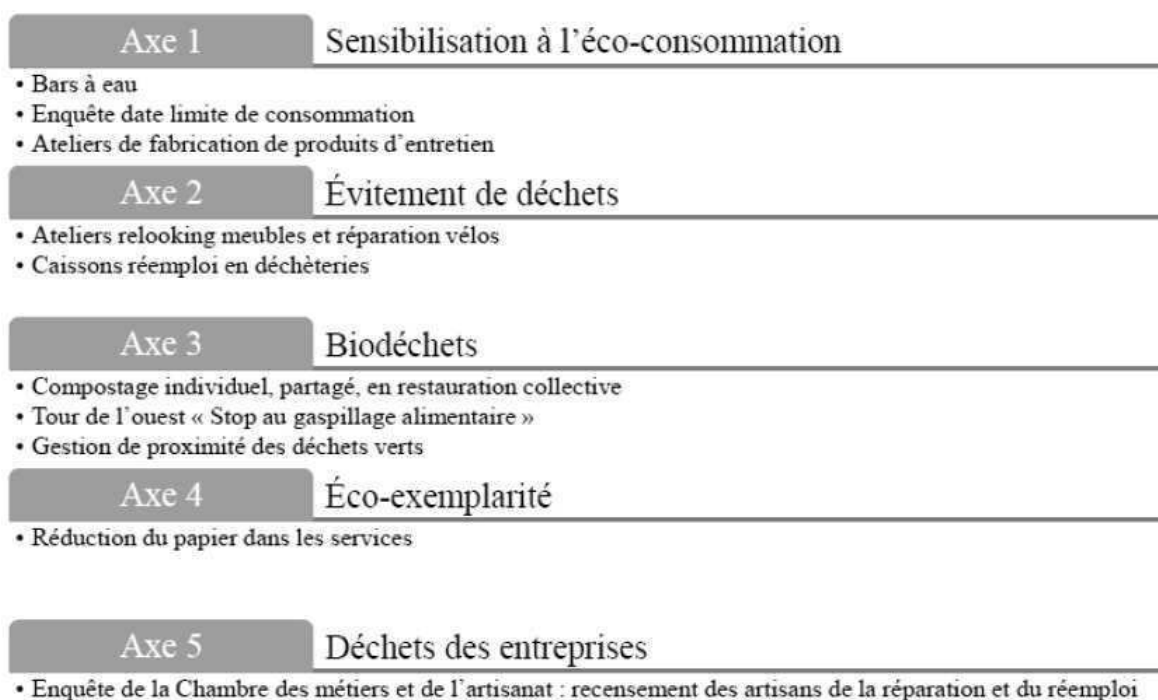 Axe 1 Sensibilisation à l’éco-consommation
• Bars à eau
• Enquête date limite de consommation
• Ateliers de fabrication de produits d’entretien
Axe 2 Évitement de déchets
• Ateliers relooking meubles et réparation vélos
• Caissons réemploi en déchèteries
Axe 3 Biodéchets
• Compostage individuel, partagé, en restauration collective
• Tour de l’ouest « Stop au gaspillage alimentaire »
• Gestion de proximité des déchets verts
Axe 4 Éco-exemplarité
• Réduction du papier dans les services
Axe 5 Déchets des entreprises
• Enquête de la Chambre des métiers et de l’artisanat : recensement des artisans de la réparation et du réemploi